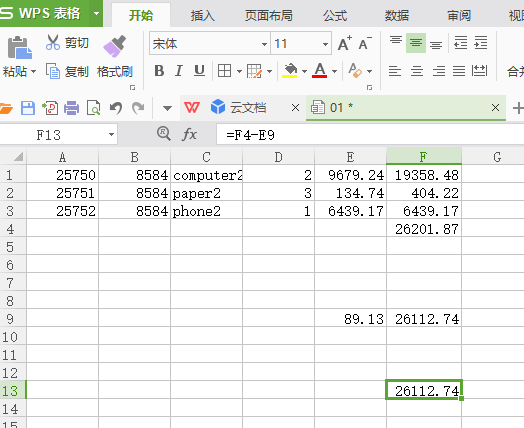 S WPS 表格 开始 插入 页面布局 公式 数据 审阅
剪切 宋体 11 A+ A-
粘贴 复制 格式刷 B I U A
W 云文档 × 01 * × +
F13 fx =F4-E9
A B C D E F G
1 25750 8584 computer2 2 9679.24 19358.48
2 25751 8584 paper2 3 134.74 404.22
3 25752 8584 phone2 1 6439.17 6439.17
4 26201.87
5
6
7
8
9 89.13 26112.74
10
11
12
13 26112.74
14
15